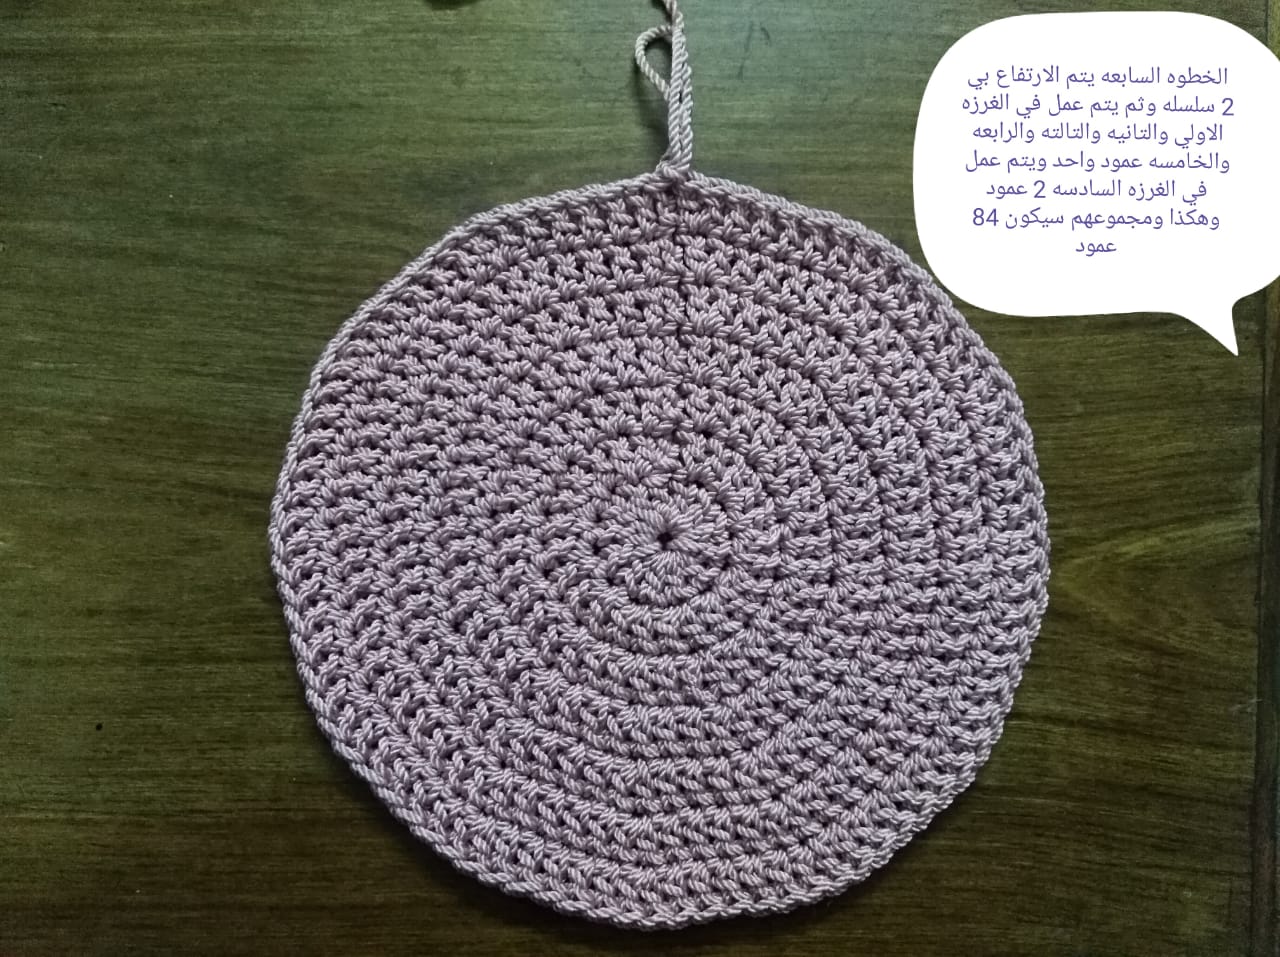 الخطوه السابعه يتم الارتفاع بي
2 سلسله وثم يتم عمل في الغرزه
الاولي والتانيه والتالته والرابعه
والخامسه عمود واحد ويتم عمل
في الغرزه السادسه 2 عمود
وهكذا ومجموعهم سيكون 84
عمود